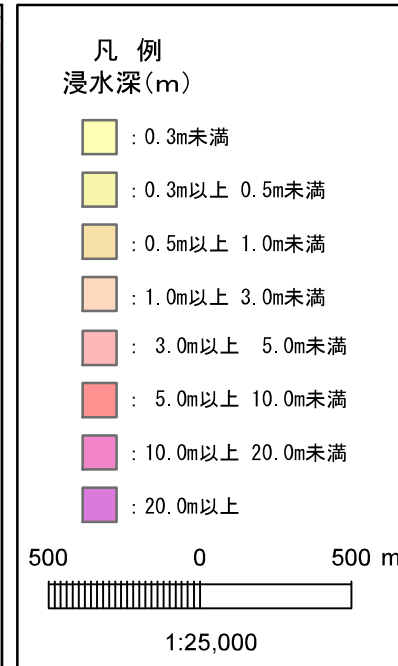 凡 例
浸水深(m)
: 0.3m未満
: 0.3m以上 0.5m未満
: 0.5m以上 1.0m未満
: 1.0m以上 3.0m未満
: 3.0m以上 5.0m未満
: 5.0m以上 10.0m未満
: 10.0m以上 20.0m未満
: 20.0m以上
500 0 500 m
1:25,000